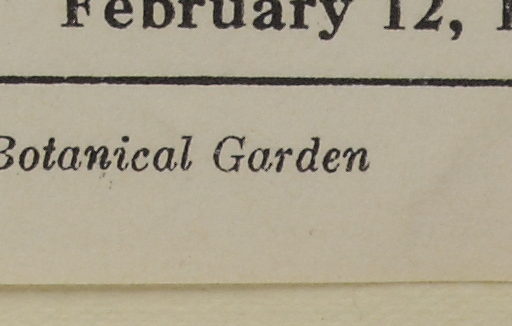 February 12,
Botanical Garden